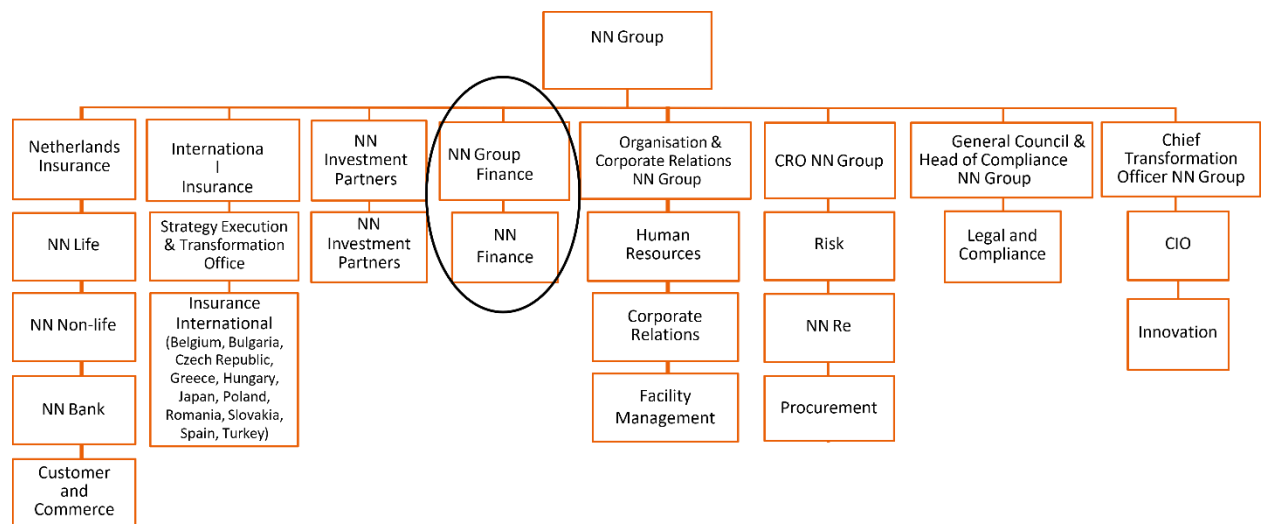 NN Group
Netherlands
Insurance
NN Life
NN Non-life
NN Bank
Customer
and
Commerce
Internationa
l
Insurance
Strategy Execution
& Transformation
Office
Insurance
International
(Belgium, Bulgaria,
Czech Republic,
Greece, Hungary,
Japan, Poland,
Romania, Slovakia,
Spain, Turkey)
NN
Investment
Partners
NN
Investment
Partners
NN Group
Finance
NN
Finance
Organisation &
Corporate Relations
NN Group
Human
Resources
Corporate
Relations
Facility
Management
CRO NN Group
Risk
NN Re
Procurement
General Council &
Head of Compliance
NN Group
Legal and
Compliance
Chief
Transformation
Officer NN Group
CIO
Innovation